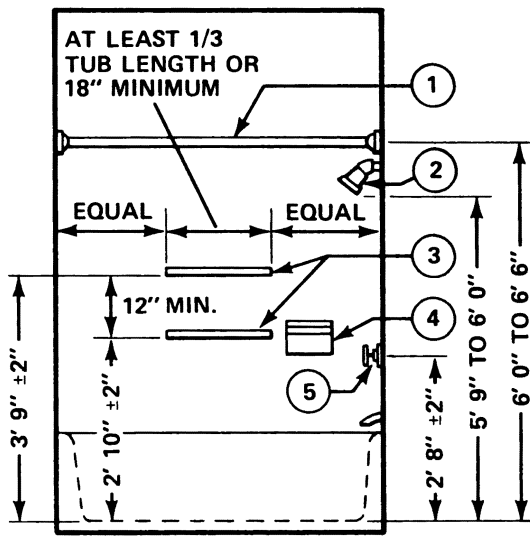 AT LEAST 1/3
TUB LENGTH OR
18" MINIMUM
1
2
EQUAL
EQUAL
3
12" MIN.
4
5
3' 9" ±2"
2' 10" ±2"
2' 8" ±2"
5' 9" TO 6' 0"
6' 0" TO 6' 6"